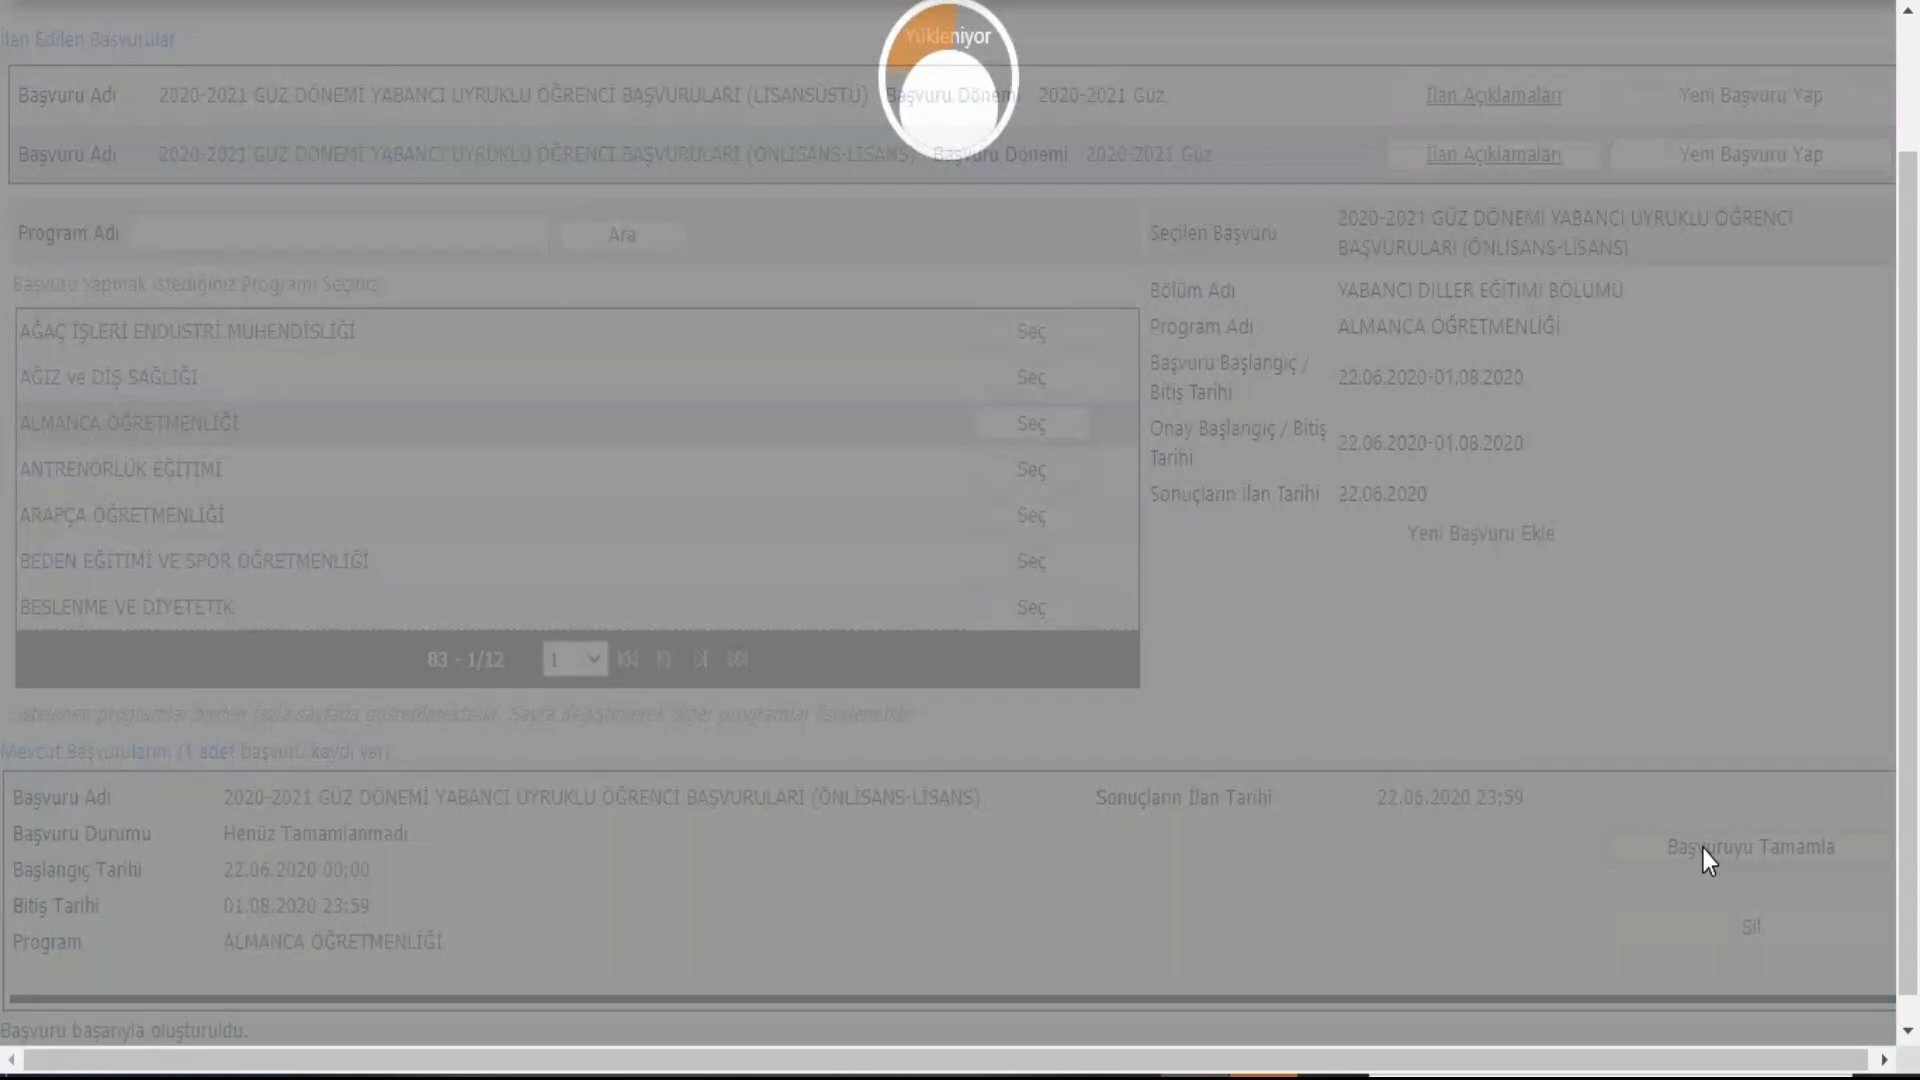 Yükleniyor
İlan Edilen Başvurular
Başvuru Adı 2020-2021 GÜZ DÖNEMİ YABANCI UYRUKLU ÖĞRENCİ BAŞVURULARI (LİSANSÜSTÜ) Başvuru Dönemi 2020-2021 Güz İlan Açıklamaları Yeni Başvuru Yap
Başvuru Adı 2020-2021 GÜZ DÖNEMİ YABANCI UYRUKLU ÖĞRENCİ BAŞVURULARI (ÖNLİSANS-LİSANS) Başvuru Dönemi 2020-2021 Güz İlan Açıklamaları Yeni Başvuru Yap
Program Adı Ara
Başvuru Yapmak istediğiniz Programı Seçiniz
AĞAÇ İŞLERİ ENDÜSTRİ MÜHENDİSLİĞİ Seç
AĞIZ ve DİŞ SAĞLIĞI Seç
ALMANCA ÖĞRETMENLİĞİ Seç
ANTRENÖRLÜK EĞİTİMİ Seç
ARAPÇA ÖĞRETMENLİĞİ Seç
BEDEN EĞİTİMİ VE SPOR ÖĞRETMENLİĞİ Seç
BESLENME VE DİYETETİK Seç
83 - 1/12 1
Seçilen Başvuru 2020-2021 GÜZ DÖNEMİ YABANCI UYRUKLU ÖĞRENCİ
BAŞVURULARI (ÖNLİSANS-LİSANS)
Bölüm Adı YABANCI DİLLER EĞİTİMİ BÖLÜMÜ
Program Adı ALMANCA ÖĞRETMENLİĞİ
Başvuru Başlangıç /
Bitiş Tarihi 22.06.2020-01.08.2020
Onay Başlangıç / Bitiş
Tarihi 22.06.2020-01.08.2020
Sonuçların İlan Tarihi 22.06.2020
Yeni Başvuru Ekle
Listelenen programlar birden fazla sayfada gösterilmektedir. Sayfa değiştirerek diğer programlar
Mevcut Başvurularım (1 adet başvuru kaydı var)
Başvuru Adı 2020-2021 GÜZ DÖNEMİ YABANCI UYRUKLU ÖĞRENCİ BAŞVURULARI (ÖNLİSANS-LİSANS) Sonuçların İlan Tarihi 22.06.2020 23:59
Başvuru Durumu Henüz Tamamlanmadı
Başvuruyu Tamamla
Başlangıç Tarihi 22.06.2020 00:00
Bitiş Tarihi 01.08.2020 23:59
Sil
Program ALMANCA ÖĞRETMENLİĞİ
Başvuru başarıyla oluşturuldu.